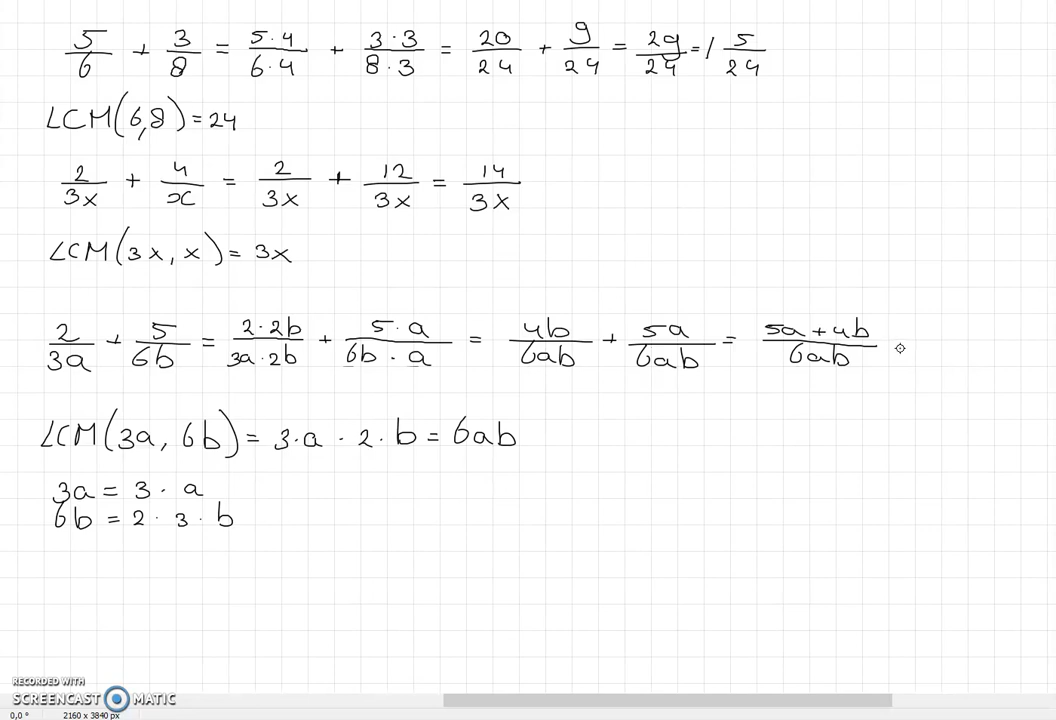 5/6 + 3/8 = 5·4/6·4 + 3·3/8·3 = 20/24 + 9/24 = 29/24 = 1 5/24
LCM(6,8) = 24
2/3x + 4/x = 2/3x + 12/3x = 14/3x
LCM(3x, x) = 3x
2/3a + 5/6b = 2·2b/3a·2b + 5·a/6b·a = 4b/6ab + 5a/6ab = 5a+4b/6ab
LCM(3a, 6b) = 3·a·2·b = 6ab
3a = 3·a
6b = 2·3·b
RECORDED WITH
SCREENCAST MATIC
0,0° 2160 x 3840 px